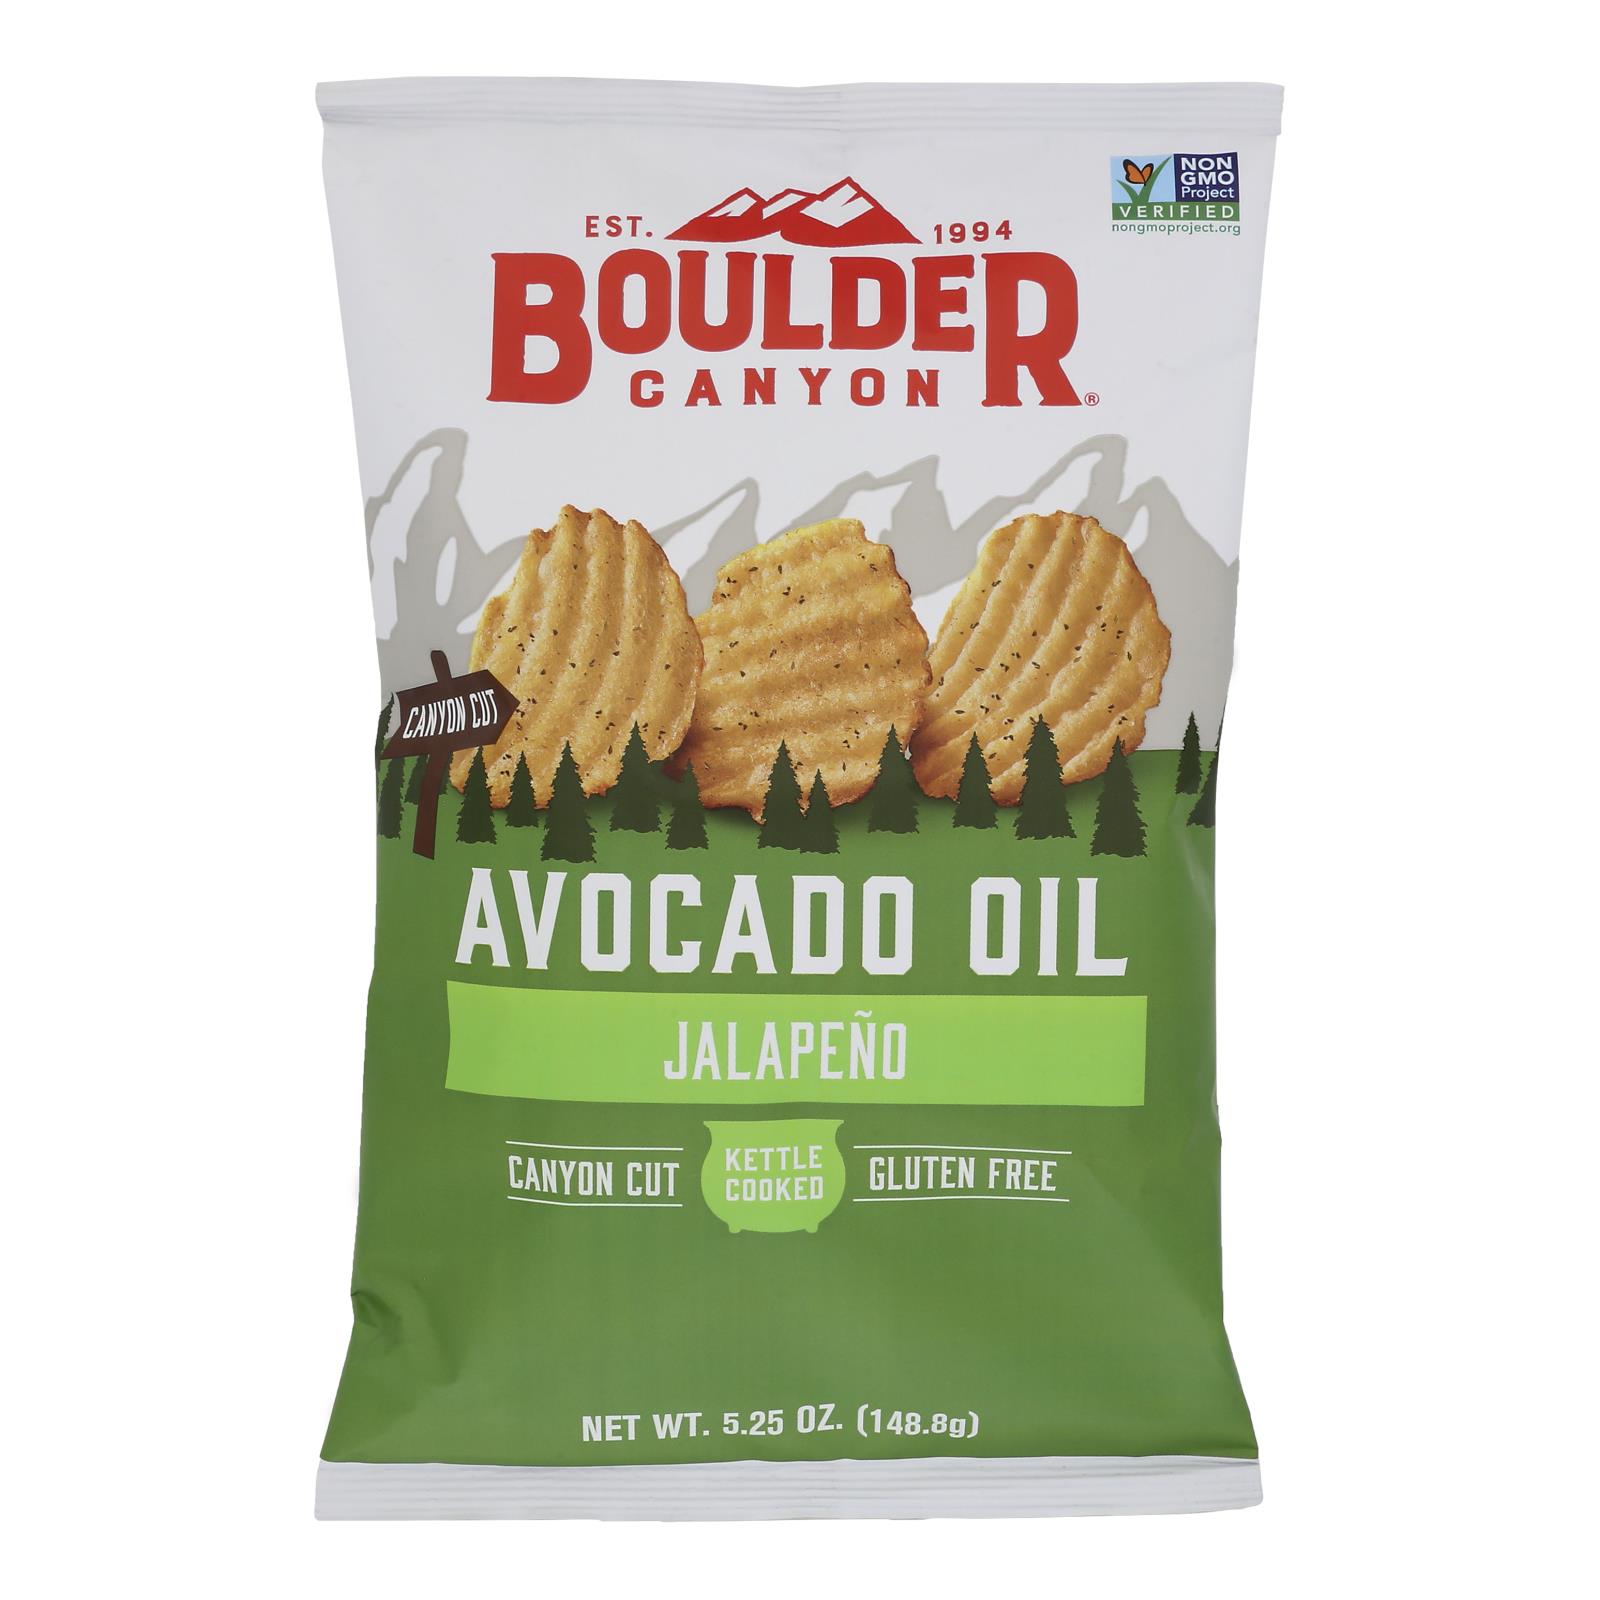 NON
GMO
Project
VERIFIED
nongmoproject.org
EST. 1994
BOULDER
CANYON®
CANYON CUT
AVOCADO OIL
JALAPEÑO
CANYON CUT
KETTLE
COOKED
GLUTEN FREE
NET WT. 5.25 OZ. (148.8g)